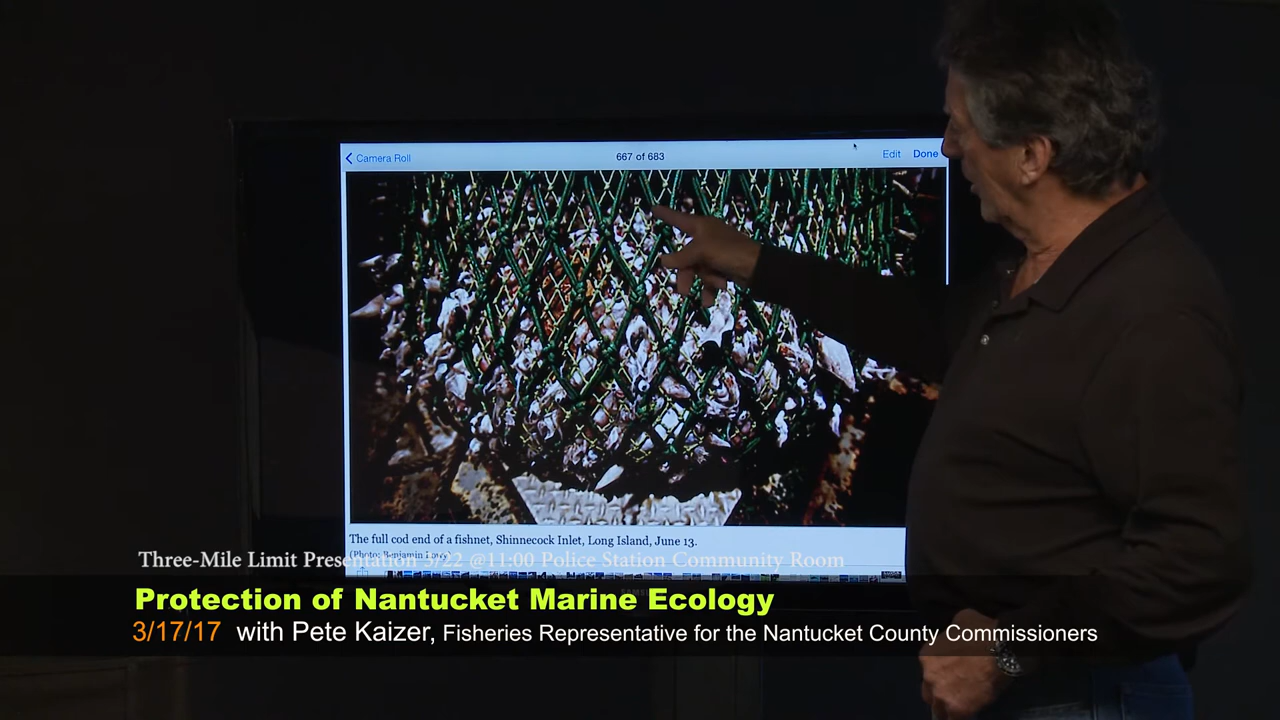 Camera Roll
667 of 683
Edit Done
The full cod end of a fishnet, Shinnecock Inlet, Long Island, June 13.
(Photo: Benjamin Lowy)
Three-Mile Limit Presentation 3/22 @11:00 Police Station Community Room
Protection of Nantucket Marine Ecology
3/17/17 with Pete Kaizer, Fisheries Representative for the Nantucket County Commissioners